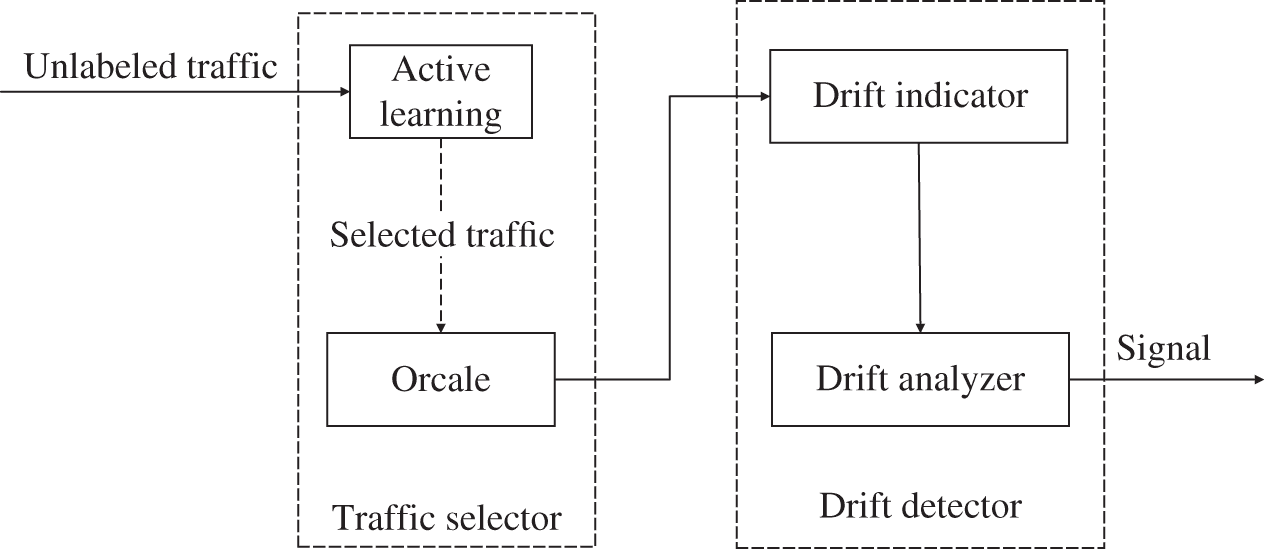 Unlabeled traffic
Active
learning
Selected traffic
Orcale
Traffic selector
Drift indicator
Drift analyzer
Signal
Drift detector